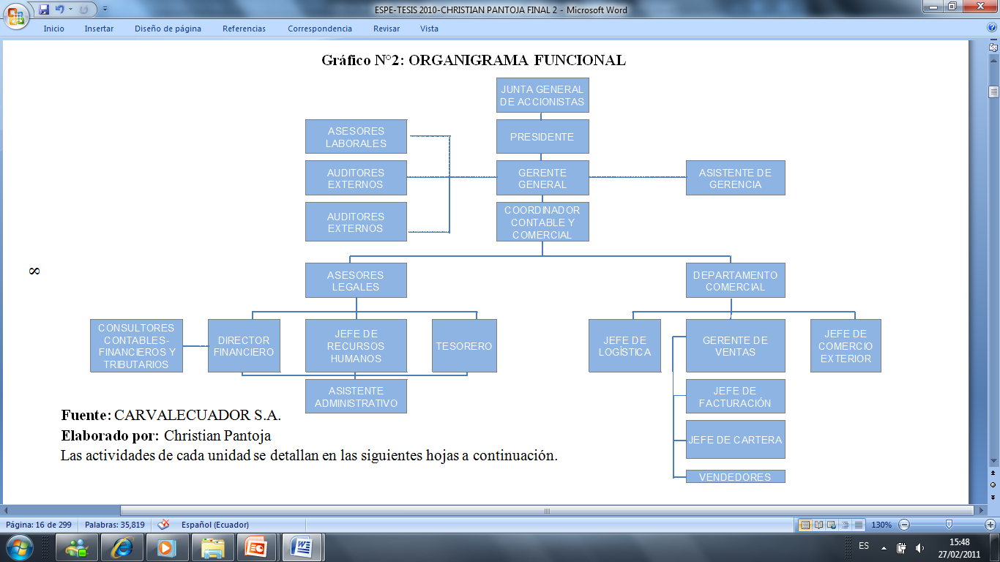 ESPE-TESIS 2010-CHRISTIAN PANTOJA FINAL 2 - Microsoft Word
Inicio Insertar Diseño de página Referencias Correspondencia Revisar Vista
Gráfico N°2: ORGANIGRAMA FUNCIONAL
JUNTA GENERAL
DE ACCIONISTAS
ASESORES
LABORALES
PRESIDENTE
AUDITORES
EXTERNOS
GERENTE
GENERAL
ASISTENTE DE
GERENCIA
AUDITORES
EXTERNOS
COORDINADOR
CONTABLE Y
COMERCIAL
∞
ASESORES
LEGALES
DEPARTAMENTO
COMERCIAL
CONSULTORES
CONTABLES-
FINANCIEROS Y
TRIBUTARIOS
DIRECTOR
FINANCIERO
JEFE DE
RECURSOS
HUMANOS
TESORERO
JEFE DE
LOGÍSTICA
GERENTE DE
VENTAS
JEFE DE
COMERCIO
EXTERIOR
ASISTENTE
ADMINISTRATIVO
JEFE DE
FACTURACIÓN
JEFE DE CARTERA
VENDEDORES
Fuente: CARVALECUADOR S.A.
Elaborado por: Christian Pantoja
Las actividades de cada unidad se detallan en las siguientes hojas a continuación.
Página: 16 de 299 Palabras: 35,819 Español (Ecuador) 130%
ES 15:48
27/02/2011